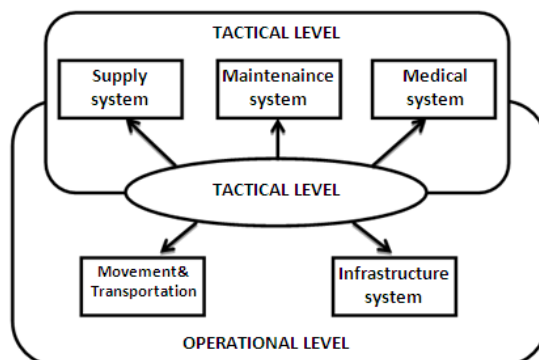 TACTICAL LEVEL
Supply
system
Maintenaince
system
Medical
system
TACTICAL LEVEL
Movement&
Transportation
Infrastructure
system
OPERATIONAL LEVEL